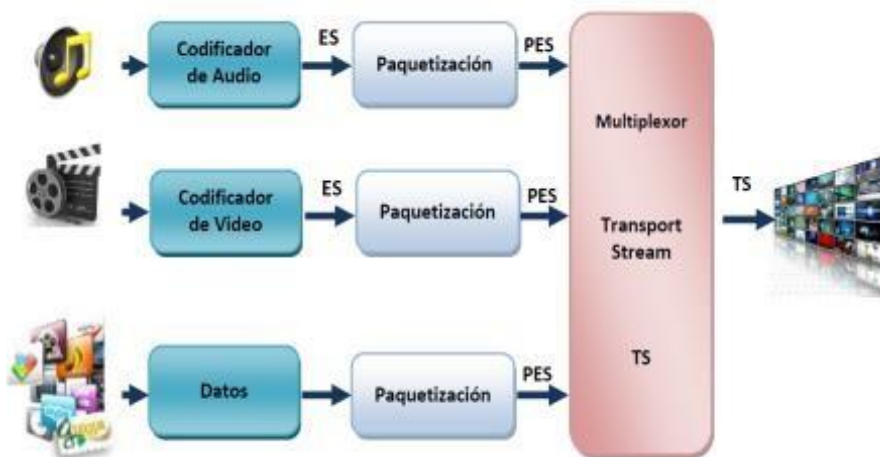 Codificador
de Audio
ES
Paquetización
PES
Multiplexor
Codificador
de Video
ES
Paquetización
PES
Transport
Stream
TS
Datos
Paquetización
PES
TS